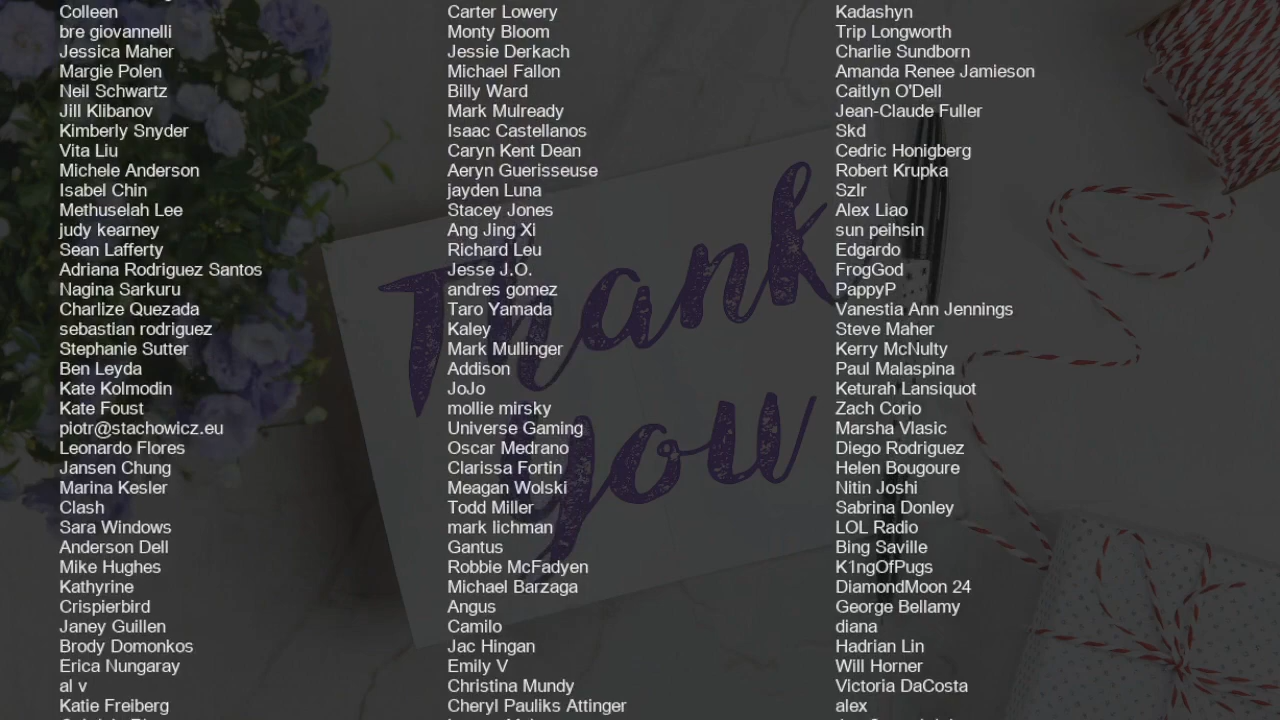 Colleen
bre giovannelli
Jessica Maher
Margie Polen
Neil Schwartz
Jill Klibanov
Kimberly Snyder
Vita Liu
Michele Anderson
Isabel Chin
Methuselah Lee
judy kearney
Sean Lafferty
Adriana Rodriguez Santos
Nagina Sarkuru
Charlize Quezada
sebastian rodriguez
Stephanie Sutter
Ben Leyda
Kate Kolmodin
Kate Foust
piotr@stachowicz.eu
Leonardo Flores
Jansen Chung
Marina Kesler
Clash
Sara Windows
Anderson Dell
Mike Hughes
Kathyrine
Crispierbird
Janey Guillen
Brody Domonkos
Erica Nungaray
al v
Katie Freiberg
Carter Lowery
Monty Bloom
Jessie Derkach
Michael Fallon
Billy Ward
Mark Mulready
Isaac Castellanos
Caryn Kent Dean
Aeryn Guerisseuse
jayden Luna
Stacey Jones
Ang Jing Xi
Richard Leu
Jesse J.O.
andres gomez
Taro Yamada
Kaley
Mark Mullinger
Addison
JoJo
mollie mirsky
Universe Gaming
Oscar Medrano
Clarissa Fortin
Meagan Wolski
Todd Miller
mark lichman
Gantus
Robbie McFadyen
Michael Barzaga
Angus
Camilo
Jac Hingan
Emily V
Christina Mundy
Cheryl Pauliks Attinger
Kadashyn
Trip Longworth
Charlie Sundborn
Amanda Renee Jamieson
Caitlyn O'Dell
Jean-Claude Fuller
Skd
Cedric Honigberg
Robert Krupka
Szlr
Alex Liao
sun peihsin
Edgardo
FrogGod
PappyP
Vanestia Ann Jennings
Steve Maher
Kerry McNulty
Paul Malaspina
Keturah Lansiquot
Zach Corio
Marsha Vlasic
Diego Rodriguez
Helen Bougoure
Nitin Joshi
Sabrina Donley
LOL Radio
Bing Saville
K1ngOfPugs
DiamondMoon 24
George Bellamy
diana
Hadrian Lin
Will Horner
Victoria DaCosta
alex
Thank
you